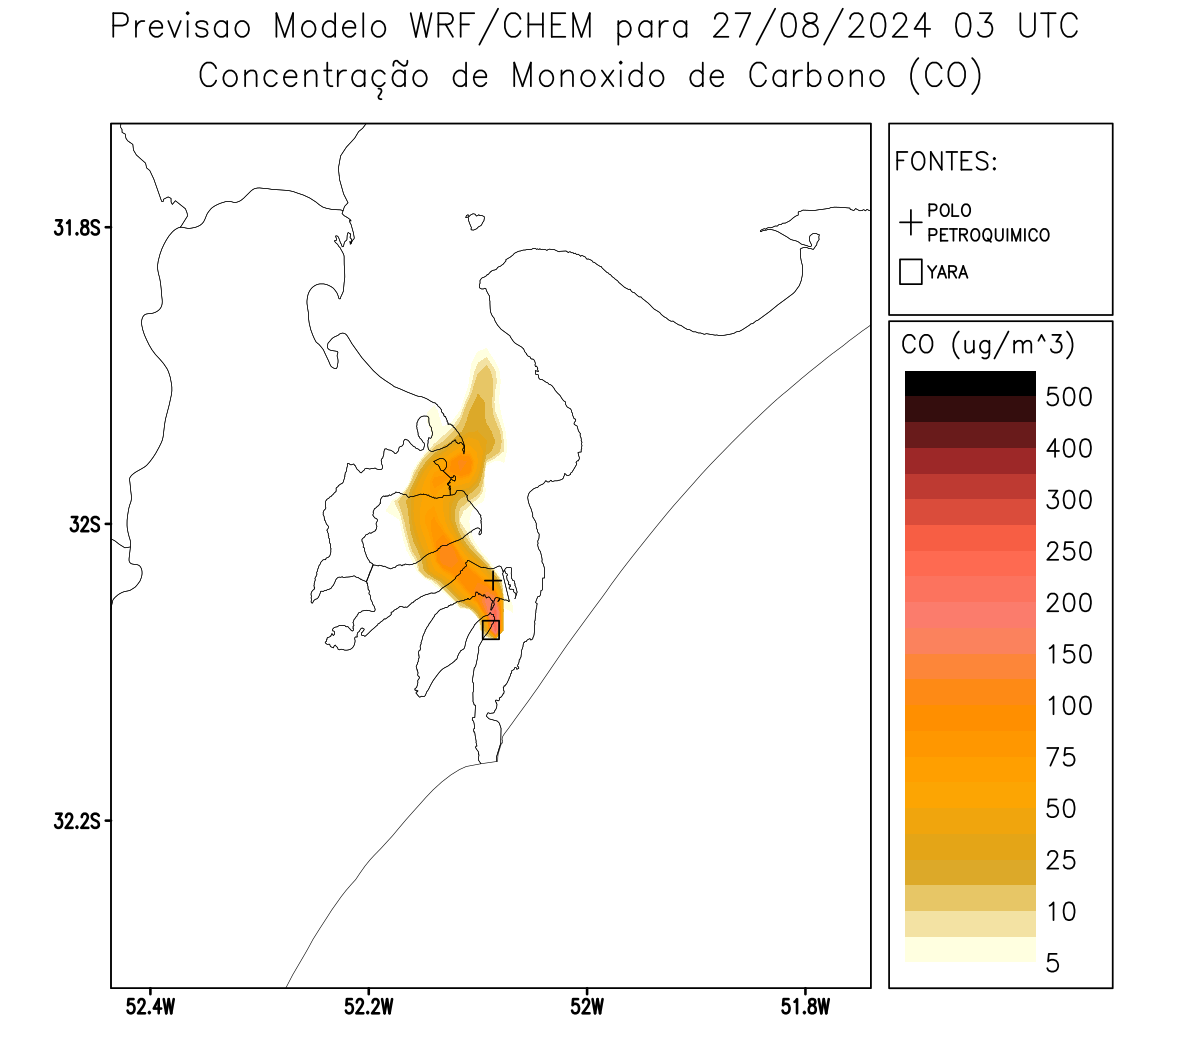 Previsao Modelo WRF/CHEM para 27/08/2024 03 UTC
Concentração de Monoxido de Carbono (CO)
FONTES:
POLO
PETROQUIMICO
YARA
CO (ug/m^3)
500
400
300
250
200
150
100
75
50
25
10
5
31.8S
32S
32.2S
52.4W
52.2W
52W
51.8W